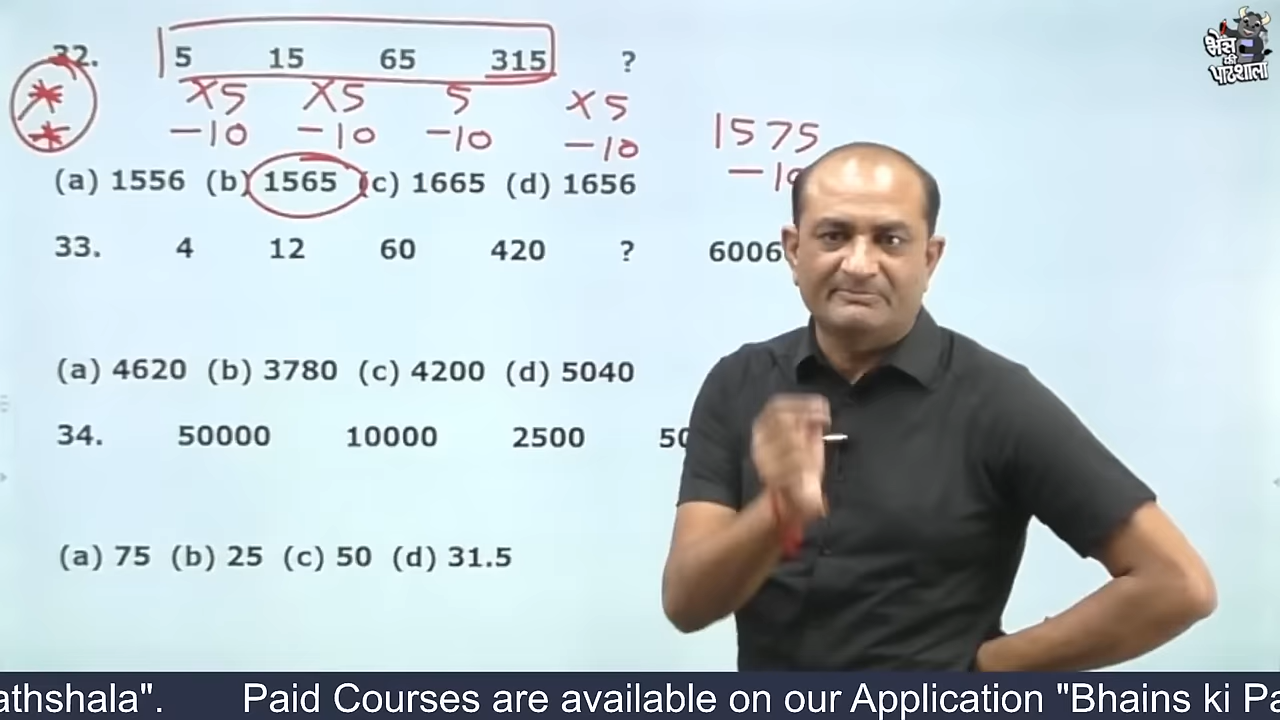 भैंस की पाठशाला
32. 5 15 65 315 ?
×5 ×5 5 ×5
-10 -10 -10 -10
1575
(a) 1556 (b) 1565 (c) 1665 (d) 1656
33. 4 12 60 420 ? 6006
(a) 4620 (b) 3780 (c) 4200 (d) 5040
34. 50000 10000 2500
(a) 75 (b) 25 (c) 50 (d) 31.5
athshala". Paid Courses are available on our Application "Bhains ki Pa